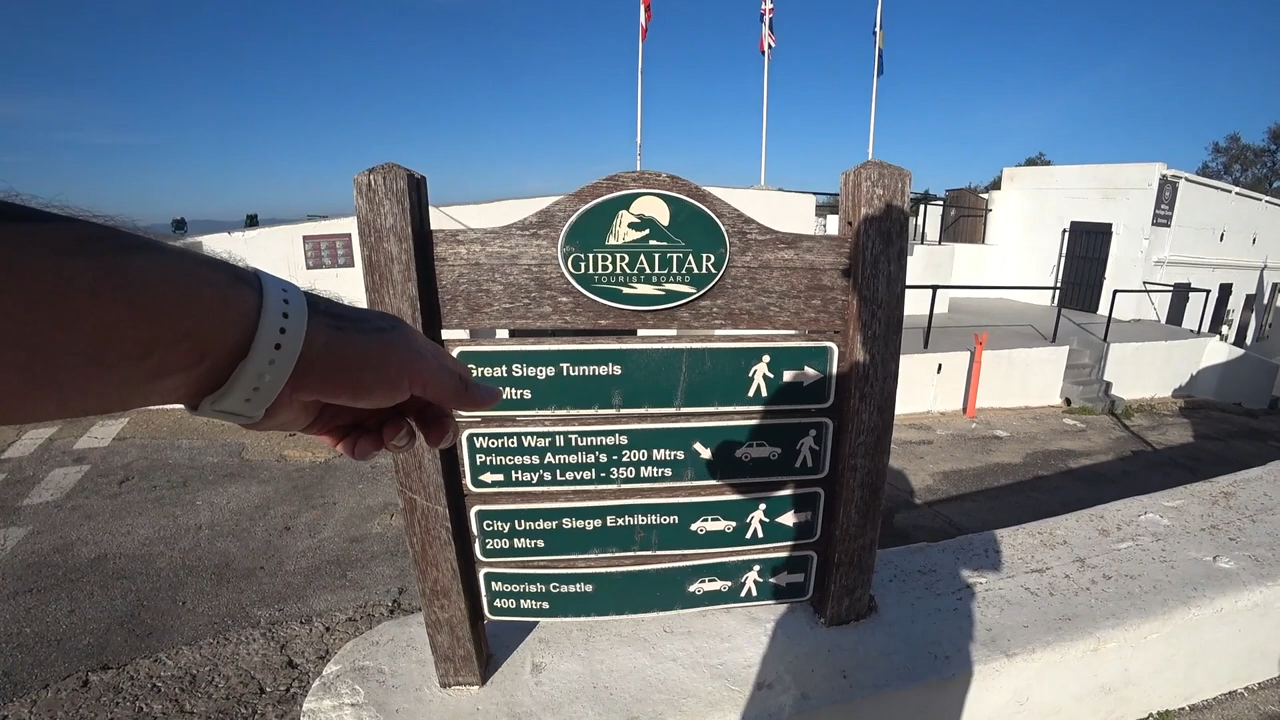 GIBRALTAR
TOURIST BOARD
Great Siege Tunnels
Mtrs
World War II Tunnels
Princess Amelia's - 200 Mtrs
Hay's Level - 350 Mtrs
City Under Siege Exhibition
200 Mtrs
Moorish Castle
400 Mtrs